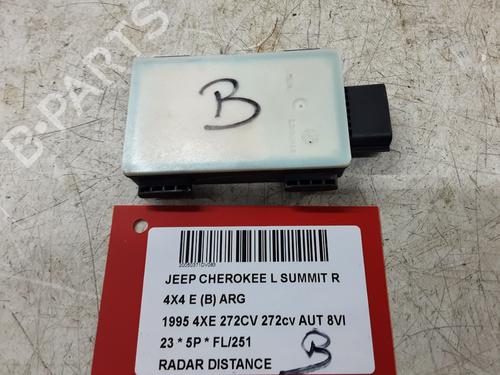 B-PARTS
B
JEEP CHEROKEE L SUMMIT R
4X4 E (B) ARG
1995 4XE 272CV 272cv AUT 8VI
23 * 5P * FL/251
RADAR DISTANCE
B